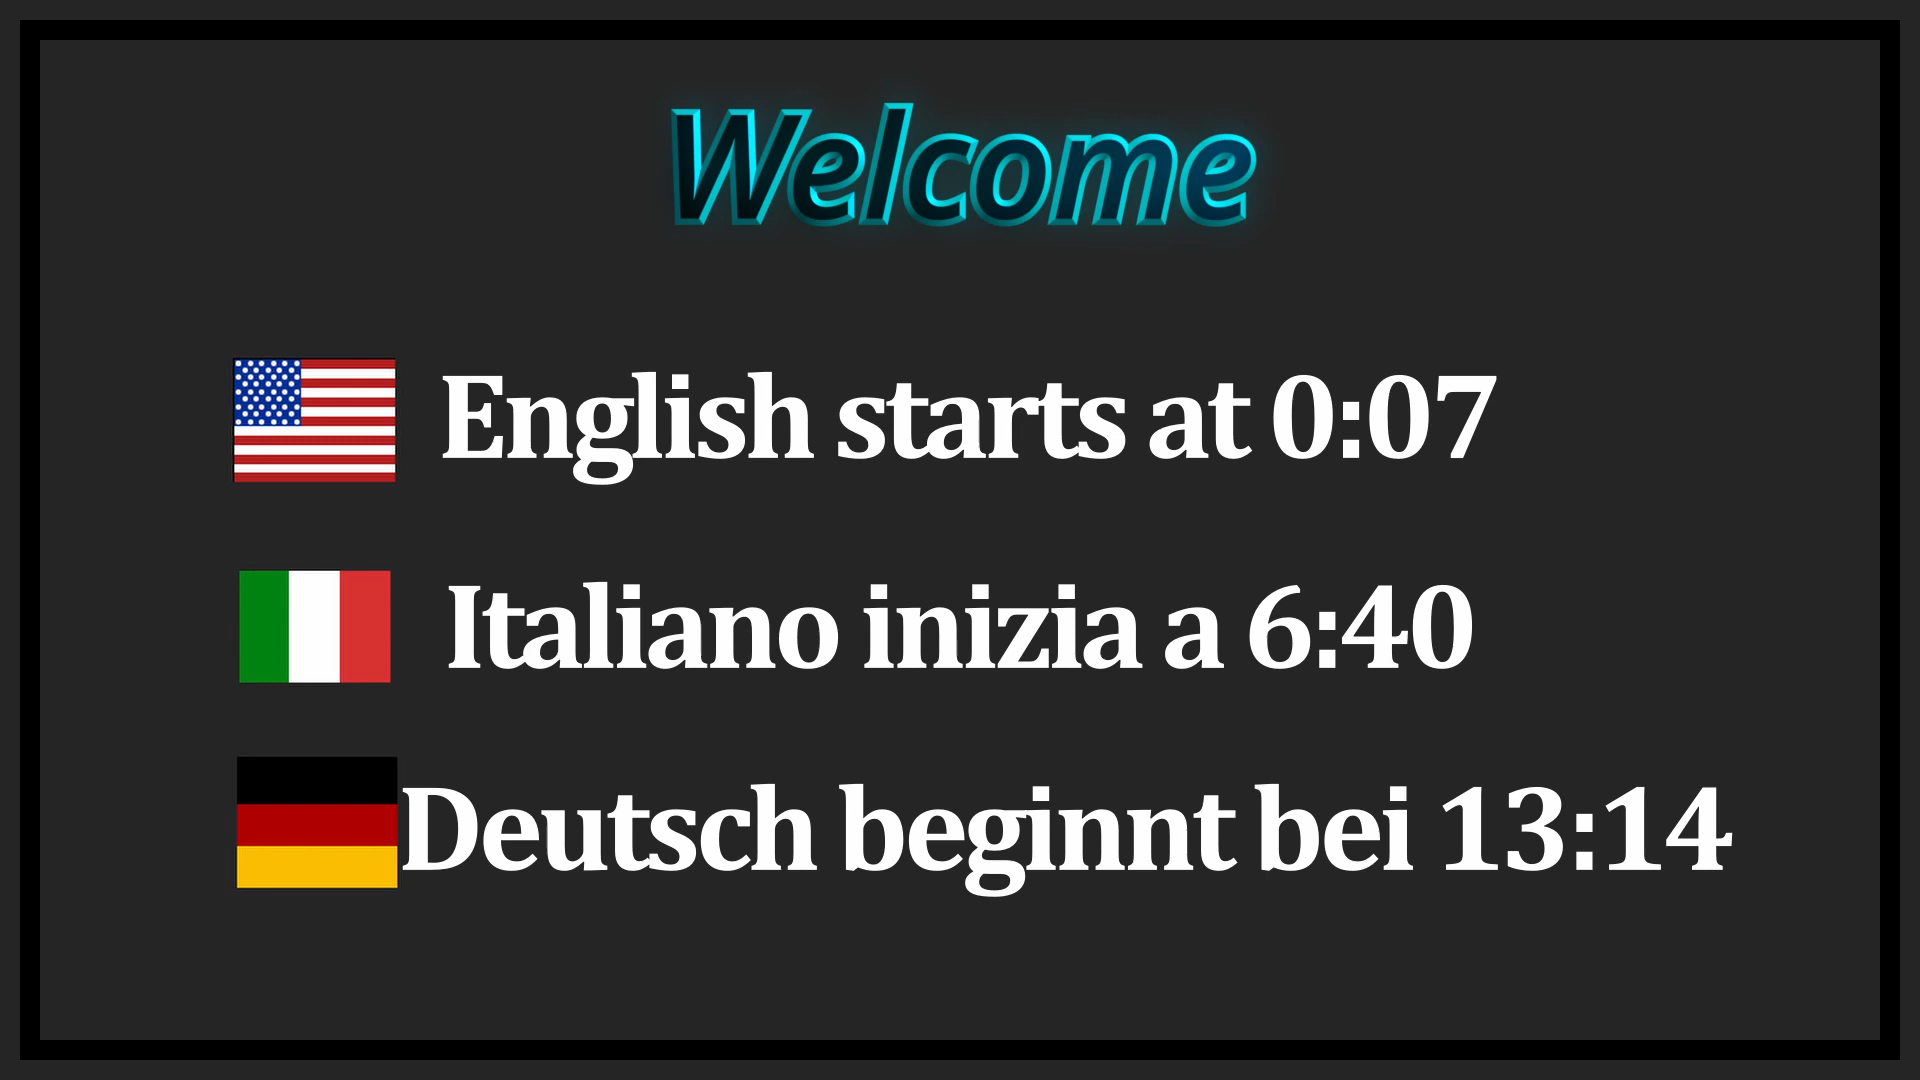 Welcome
English starts at 0:07
Italiano inizia a 6:40
Deutsch beginnt bei 13:14